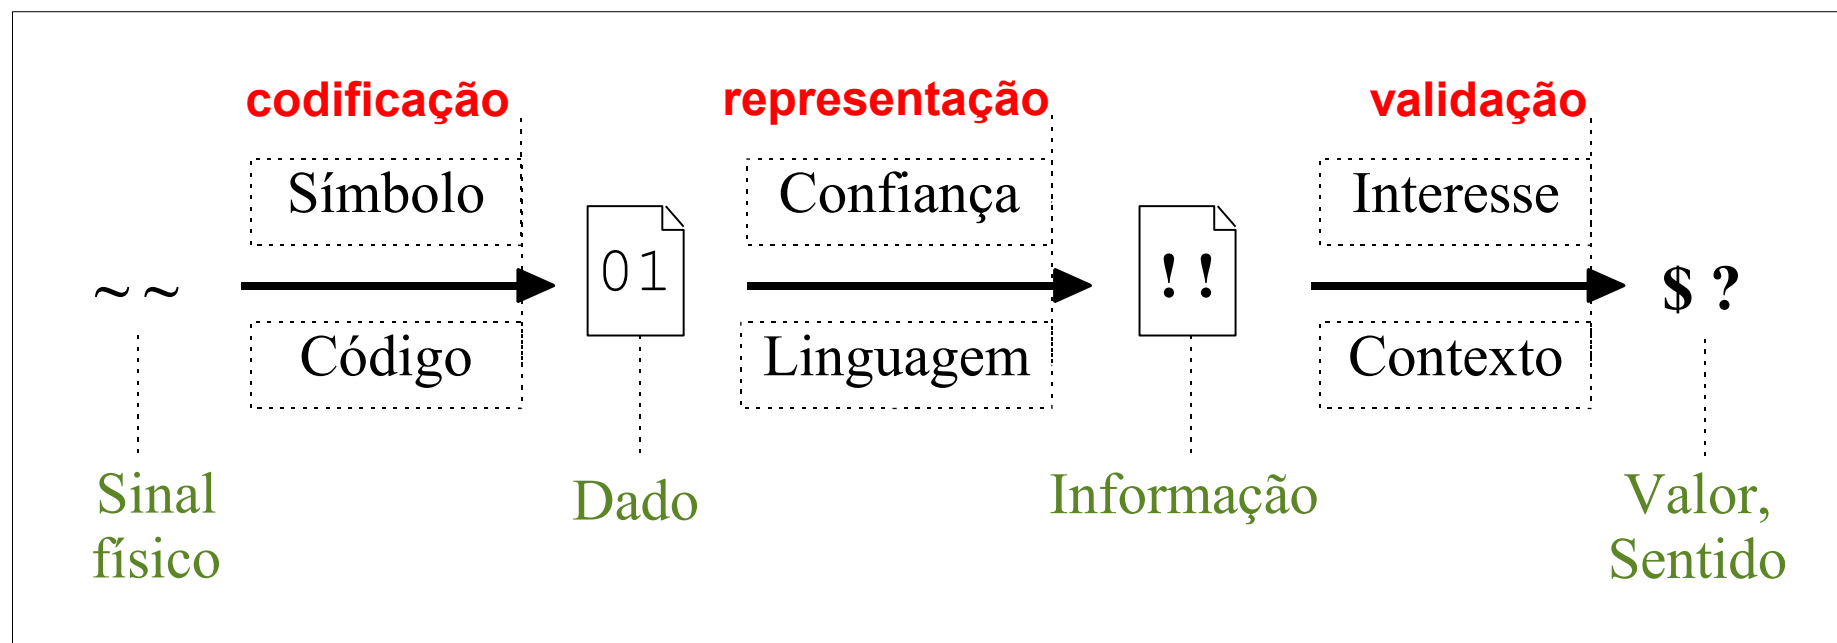 codificação representação validação
Símbolo Confiança Interesse
~~ 01 !! $ ?
Código Linguagem Contexto
Sinal Dado Informação Valor,
físico Sentido